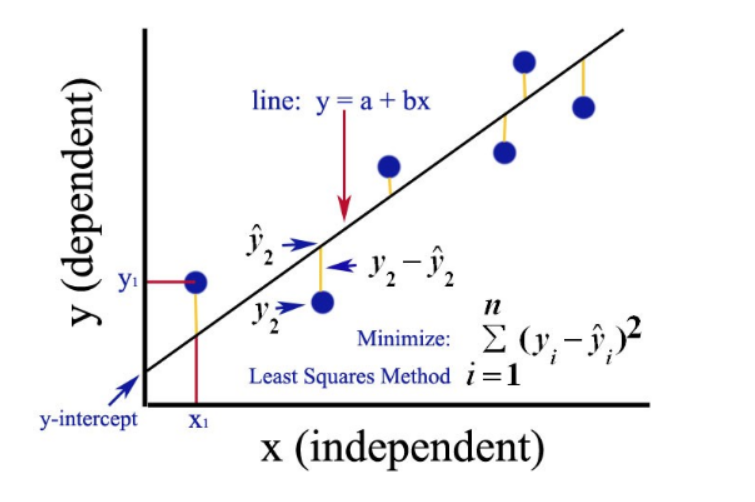 y (dependent)
line: y = a + bx
ŷ₂
y₂ − ŷ₂
y₁
y₂
n
Minimize: Σ (yᵢ − ŷᵢ)²
Least Squares Method i = 1
y-intercept
x₁
x (independent)